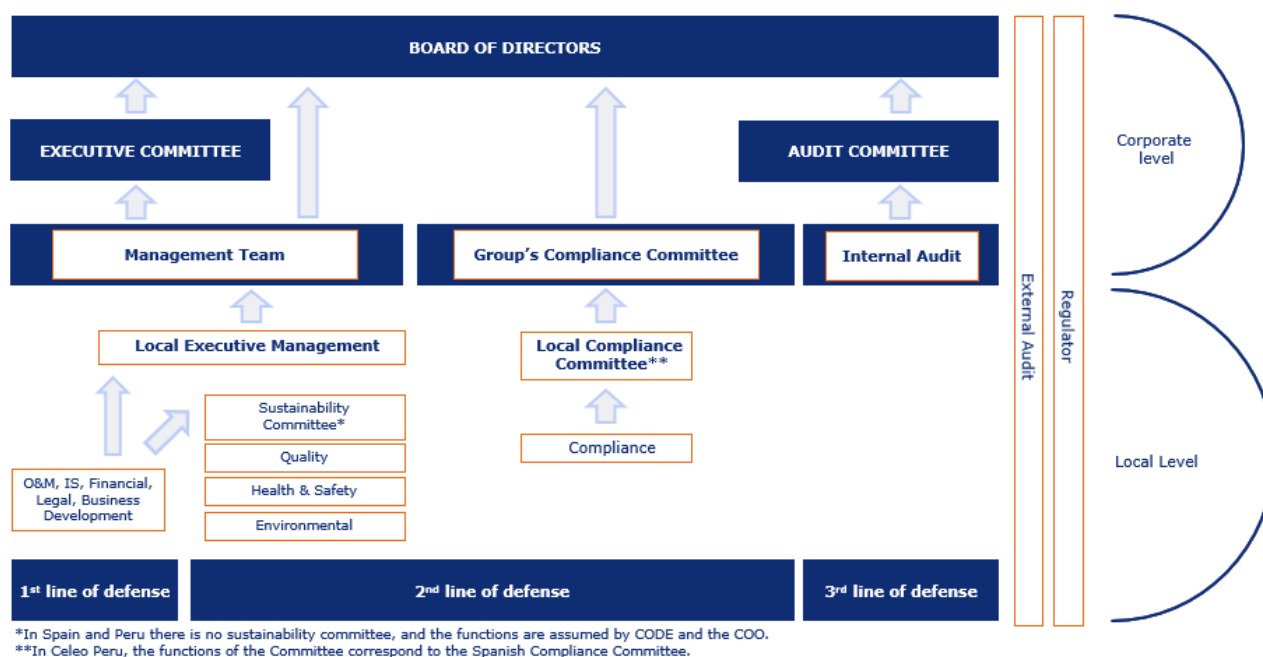 BOARD OF DIRECTORS
EXECUTIVE COMMITTEE
AUDIT COMMITTEE
Corporate
level
Management Team
Group's Compliance Committee
Internal Audit
External Audit
Regulator
Local Executive Management
Local Compliance
Committee**
Sustainability
Committee*
Compliance
Quality
Local Level
O&M, IS, Financial,
Legal, Business
Development
Health & Safety
Environmental
1st line of defense
2nd line of defense
3rd line of defense
*In Spain and Peru there is no sustainability committee, and the functions are assumed by CODE and the COO.
**In Celeo Peru, the functions of the Committee correspond to the Spanish Compliance Committee.